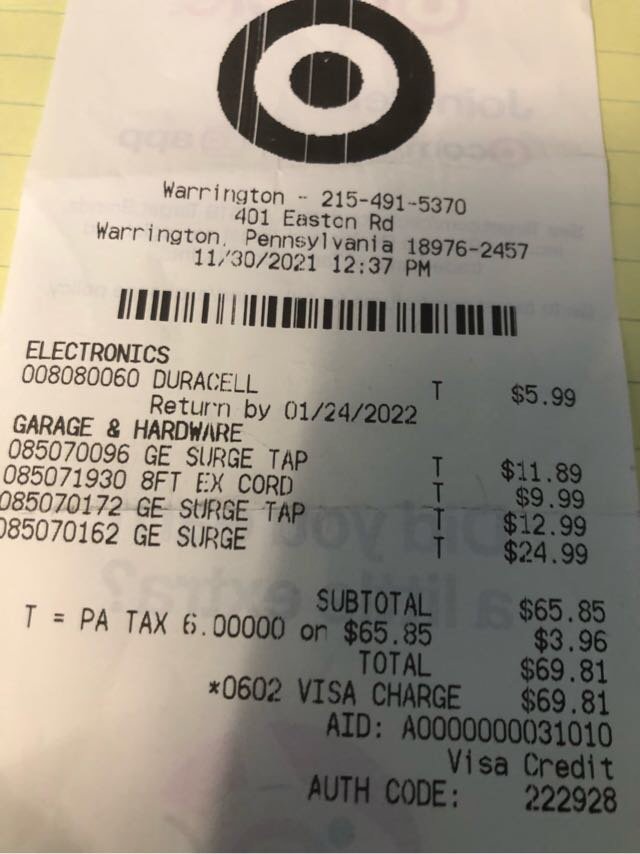 Warrington - 215-491-5370
401 Easton Rd
Warrington, Pennsylvania 18976-2457
11/30/2021 12:37 PM
ELECTRONICS
008080060 DURACELL T $5.99
Return by 01/24/2022
GARAGE & HARDWARE
085070096 GE SURGE TAP T $11.89
085071930 8FT EX CORD T $9.99
085070172 GE SURGE TAP T $12.99
085070162 GE SURGE T $24.99
SUBTOTAL $65.85
T = PA TAX 6.00000 on $65.85 $3.96
TOTAL $69.81
*0602 VISA CHARGE $69.81
AID: A0000000031010
Visa Credit
AUTH CODE: 222928